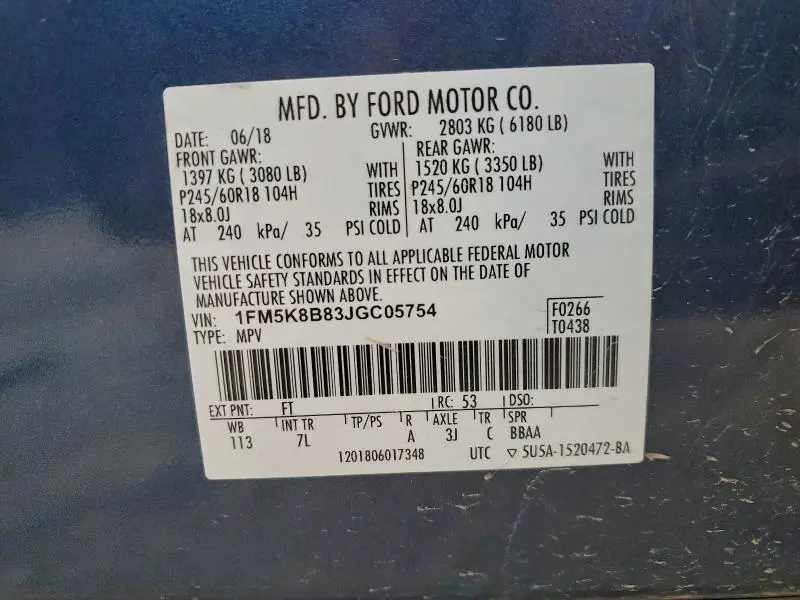 MFD. BY FORD MOTOR CO.
DATE: 06/18 GVWR: 2803 KG ( 6180 LB)
FRONT GAWR: REAR GAWR:
1397 KG ( 3080 LB) WITH 1520 KG ( 3350 LB) WITH
P245/60R18 104H TIRES P245/60R18 104H TIRES
18x8.0J RIMS 18x8.0J RIMS
AT 240 kPa/ 35 PSI COLD AT 240 kPa/ 35 PSI COLD
THIS VEHICLE CONFORMS TO ALL APPLICABLE FEDERAL MOTOR
VEHICLE SAFETY STANDARDS IN EFFECT ON THE DATE OF
MANUFACTURE SHOWN ABOVE.
VIN: 1FM5K8B83JGC05754 F0266
TYPE: MPV T0438
EXT PNT: FT RC: 53 DSO:
WB INT TR TP/PS R AXLE TR SPR
113 7L A 3J C BBAA
1201806017348 UTC ▽ 5U5A-1520472-BA